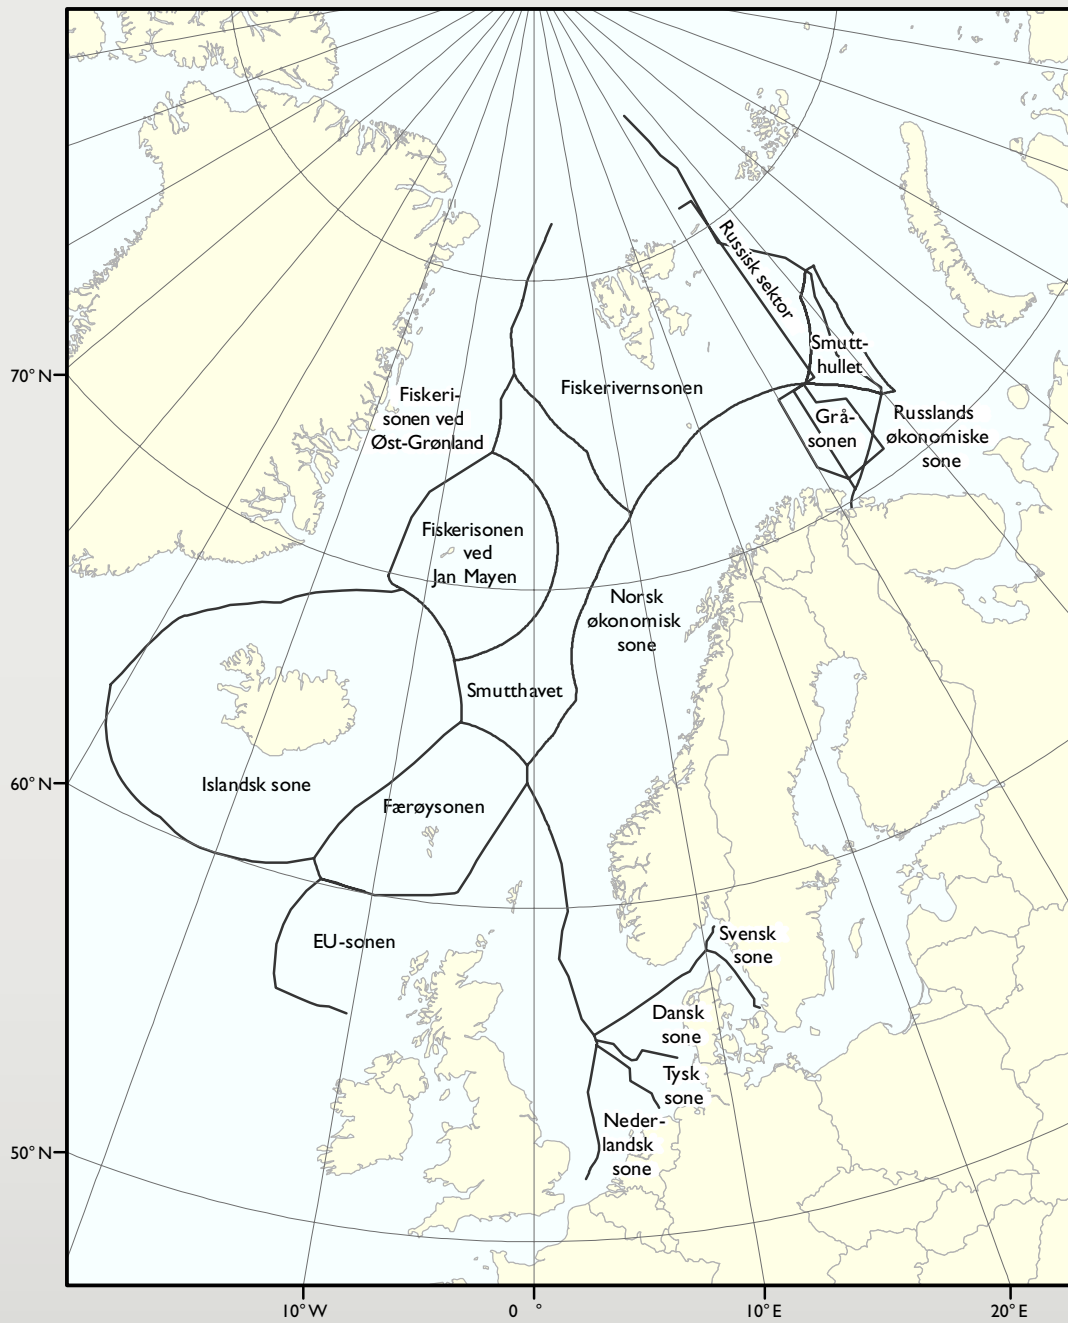 Russisk sektor
Smutt-
hullet
70°N
Fiskeri-
sonen ved
Øst-Grønland
Fiskerivernsonen
Grå-
sonen
Russlands
økonomiske
sone
Fiskerisonen
ved
Jan Mayen
Norsk
økonomisk
sone
Smutthavet
60°N
Islandsk sone
Færøysonen
EU-sonen
Svensk
sone
Dansk
sone
Tysk
sone
Neder-
landsk
sone
50°N
10°W 0 ° 10°E 20°E